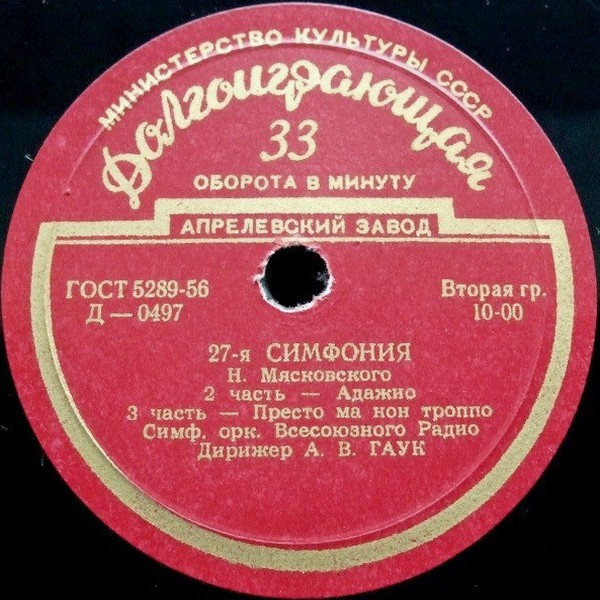 МИНИСТЕРСТВО КУЛЬТУРЫ СССР
Долгоиграющая
33
ОБОРОТА В МИНУТУ
АПРЕЛЕВСКИЙ ЗАВОД
ГОСТ 5289-56
Д — 0497
Вторая гр.
10-00
27-я СИМФОНИЯ
Н. Мясковского
2 часть — Адажио
3 часть — Престо ма нон троппо
Симф. орк. Всесоюзного Радио
Дирижер А. В. ГАУК